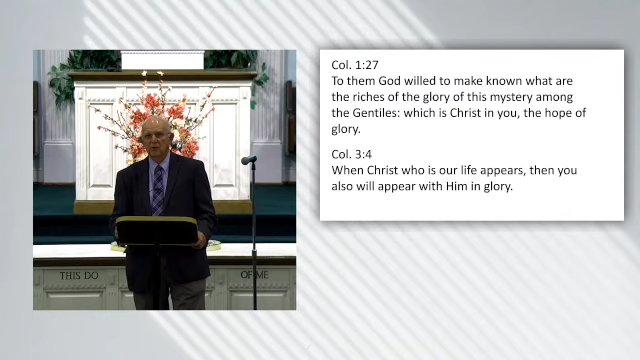 Col. 1:27
To them God willed to make known what are
the riches of the glory of this mystery among
the Gentiles: which is Christ in you, the hope of
glory.
Col. 3:4
When Christ who is our life appears, then you
also will appear with Him in glory.
THIS DO OF ME